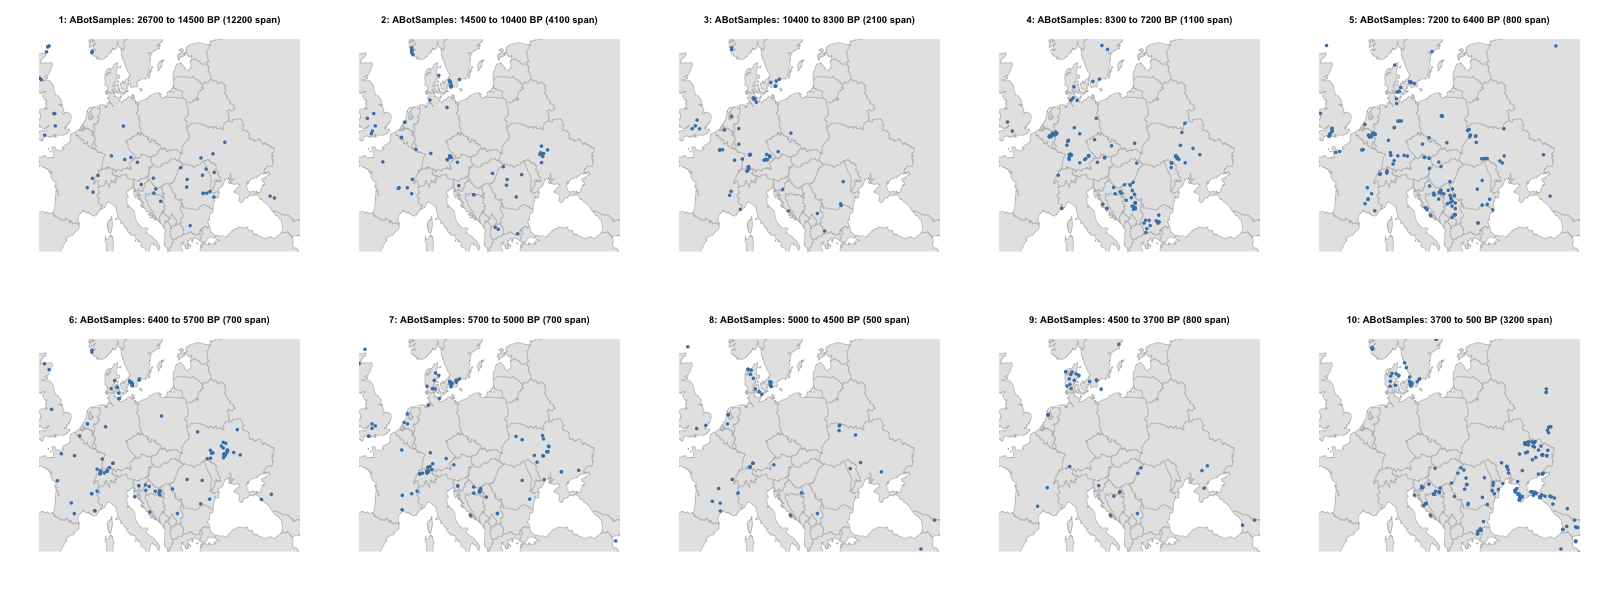 1: ABotSamples: 26700 to 14500 BP (12200 span)
2: ABotSamples: 14500 to 10400 BP (4100 span)
3: ABotSamples: 10400 to 8300 BP (2100 span)
4: ABotSamples: 8300 to 7200 BP (1100 span)
5: ABotSamples: 7200 to 6400 BP (800 span)
6: ABotSamples: 6400 to 5700 BP (700 span)
7: ABotSamples: 5700 to 5000 BP (700 span)
8: ABotSamples: 5000 to 4500 BP (500 span)
9: ABotSamples: 4500 to 3700 BP (800 span)
10: ABotSamples: 3700 to 500 BP (3200 span)